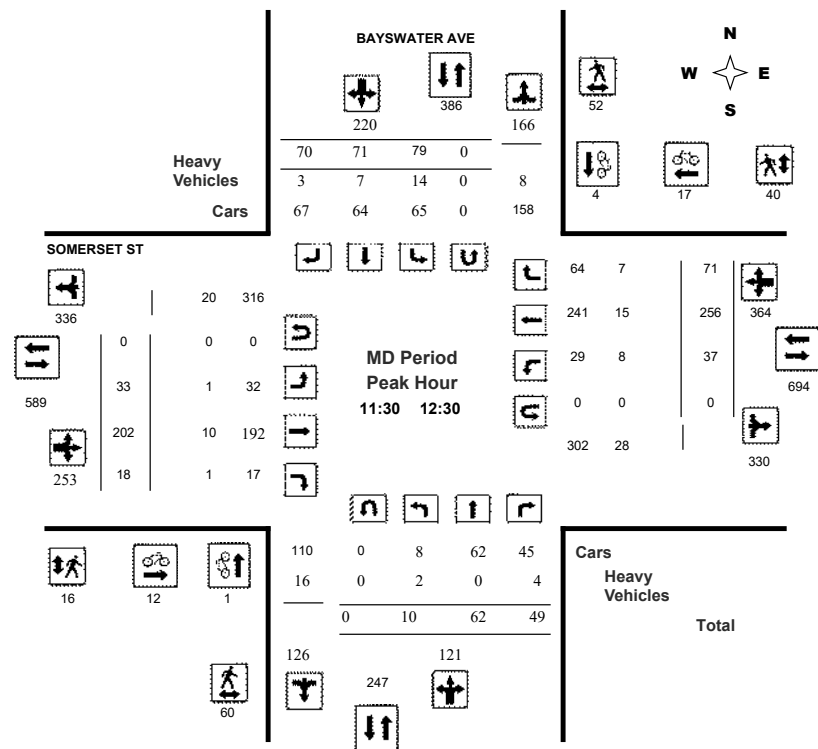 BAYSWATER AVE
N
W E
S
386
52
220 166
70 71 79 0
Heavy
Vehicles
3 7 14 0 8
4 17 40
Cars
67 64 65 0 158
SOMERSET ST
64 7 71
336
20 316
241 15 256 364
0 0 0
MD Period
Peak Hour
11:30 12:30
29 8 37
589
33 1 32
694
0 0 0
202 10 192
302 28
330
253 18 1 17
110 0 8 62 45
Cars
16 0 2 0 4
Heavy
Vehicles
16 12 1
0 10 62 49
Total
126 121
247
60